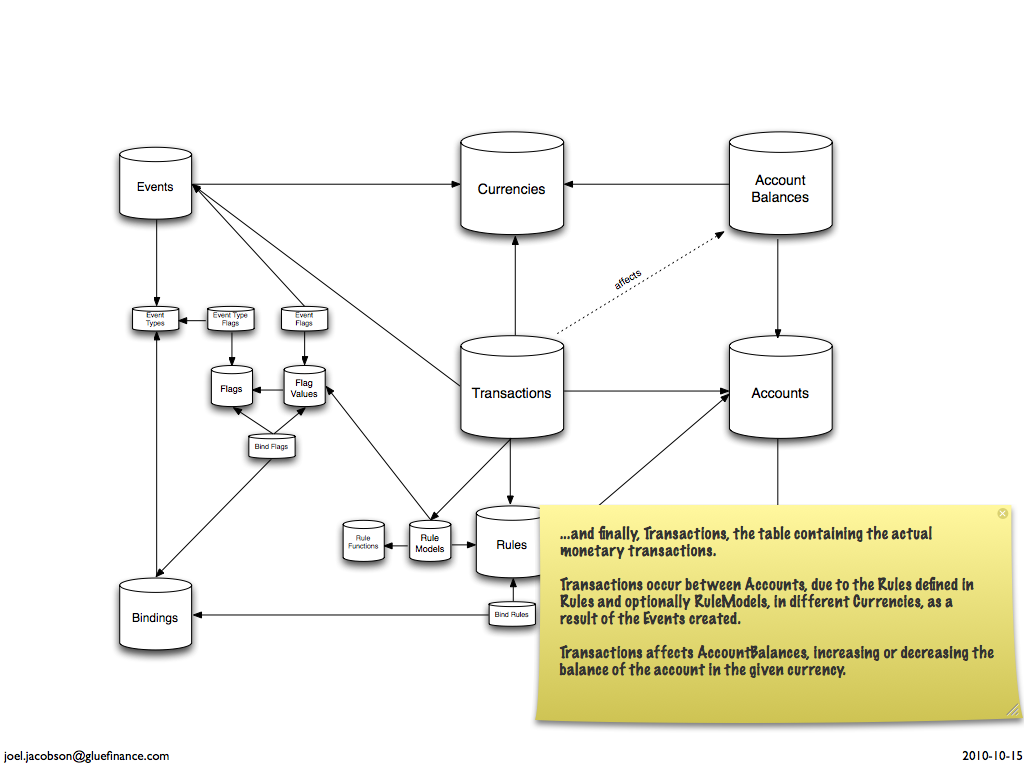 Events
Currencies
Account
Balances
affects
Event
Types
Event Type
Flags
Event
Flags
Flags
Flag
Values
Transactions
Accounts
Bind Flags
Rule
Functions
Rule
Models
Rules
Bindings
Bind Rules
...and finally, Transactions, the table containing the actual
monetary transactions.
Transactions occur between Accounts, due to the Rules defined in
Rules and optionally RuleModels, in different Currencies, as a
result of the Events created.
Transactions affects AccountBalances, increasing or decreasing the
balance of the account in the given currency.
joel.jacobson@gluefinance.com
2010-10-15